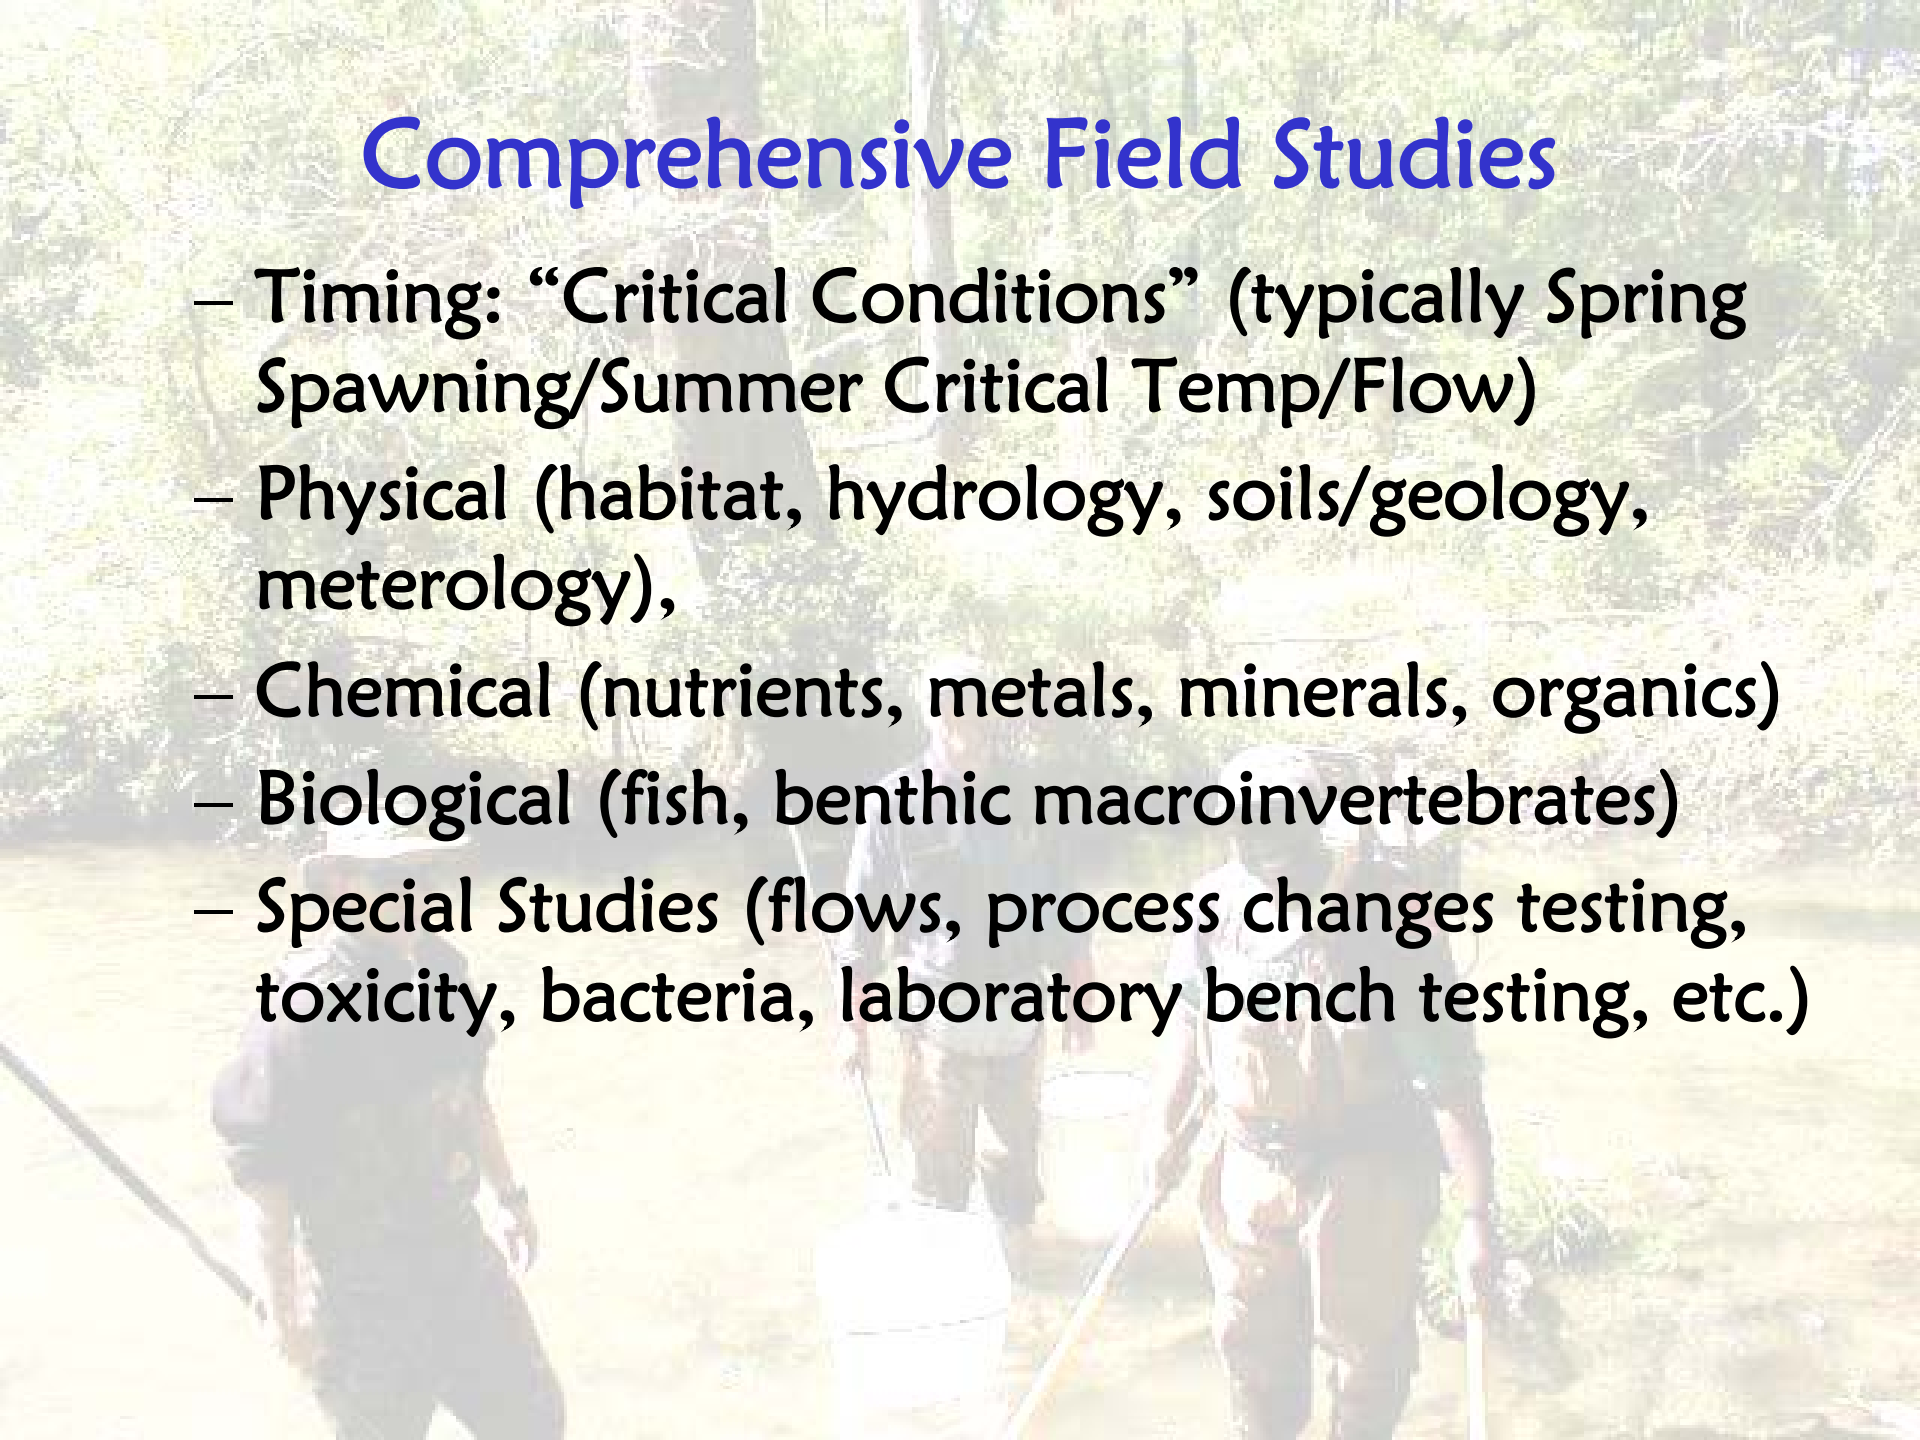 Comprehensive Field Studies
– Timing: “Critical Conditions” (typically Spring
Spawning/Summer Critical Temp/Flow)
– Physical (habitat, hydrology, soils/geology,
meterology),
– Chemical (nutrients, metals, minerals, organics)
– Biological (fish, benthic macroinvertebrates)
– Special Studies (flows, process changes testing,
toxicity, bacteria, laboratory bench testing, etc.)